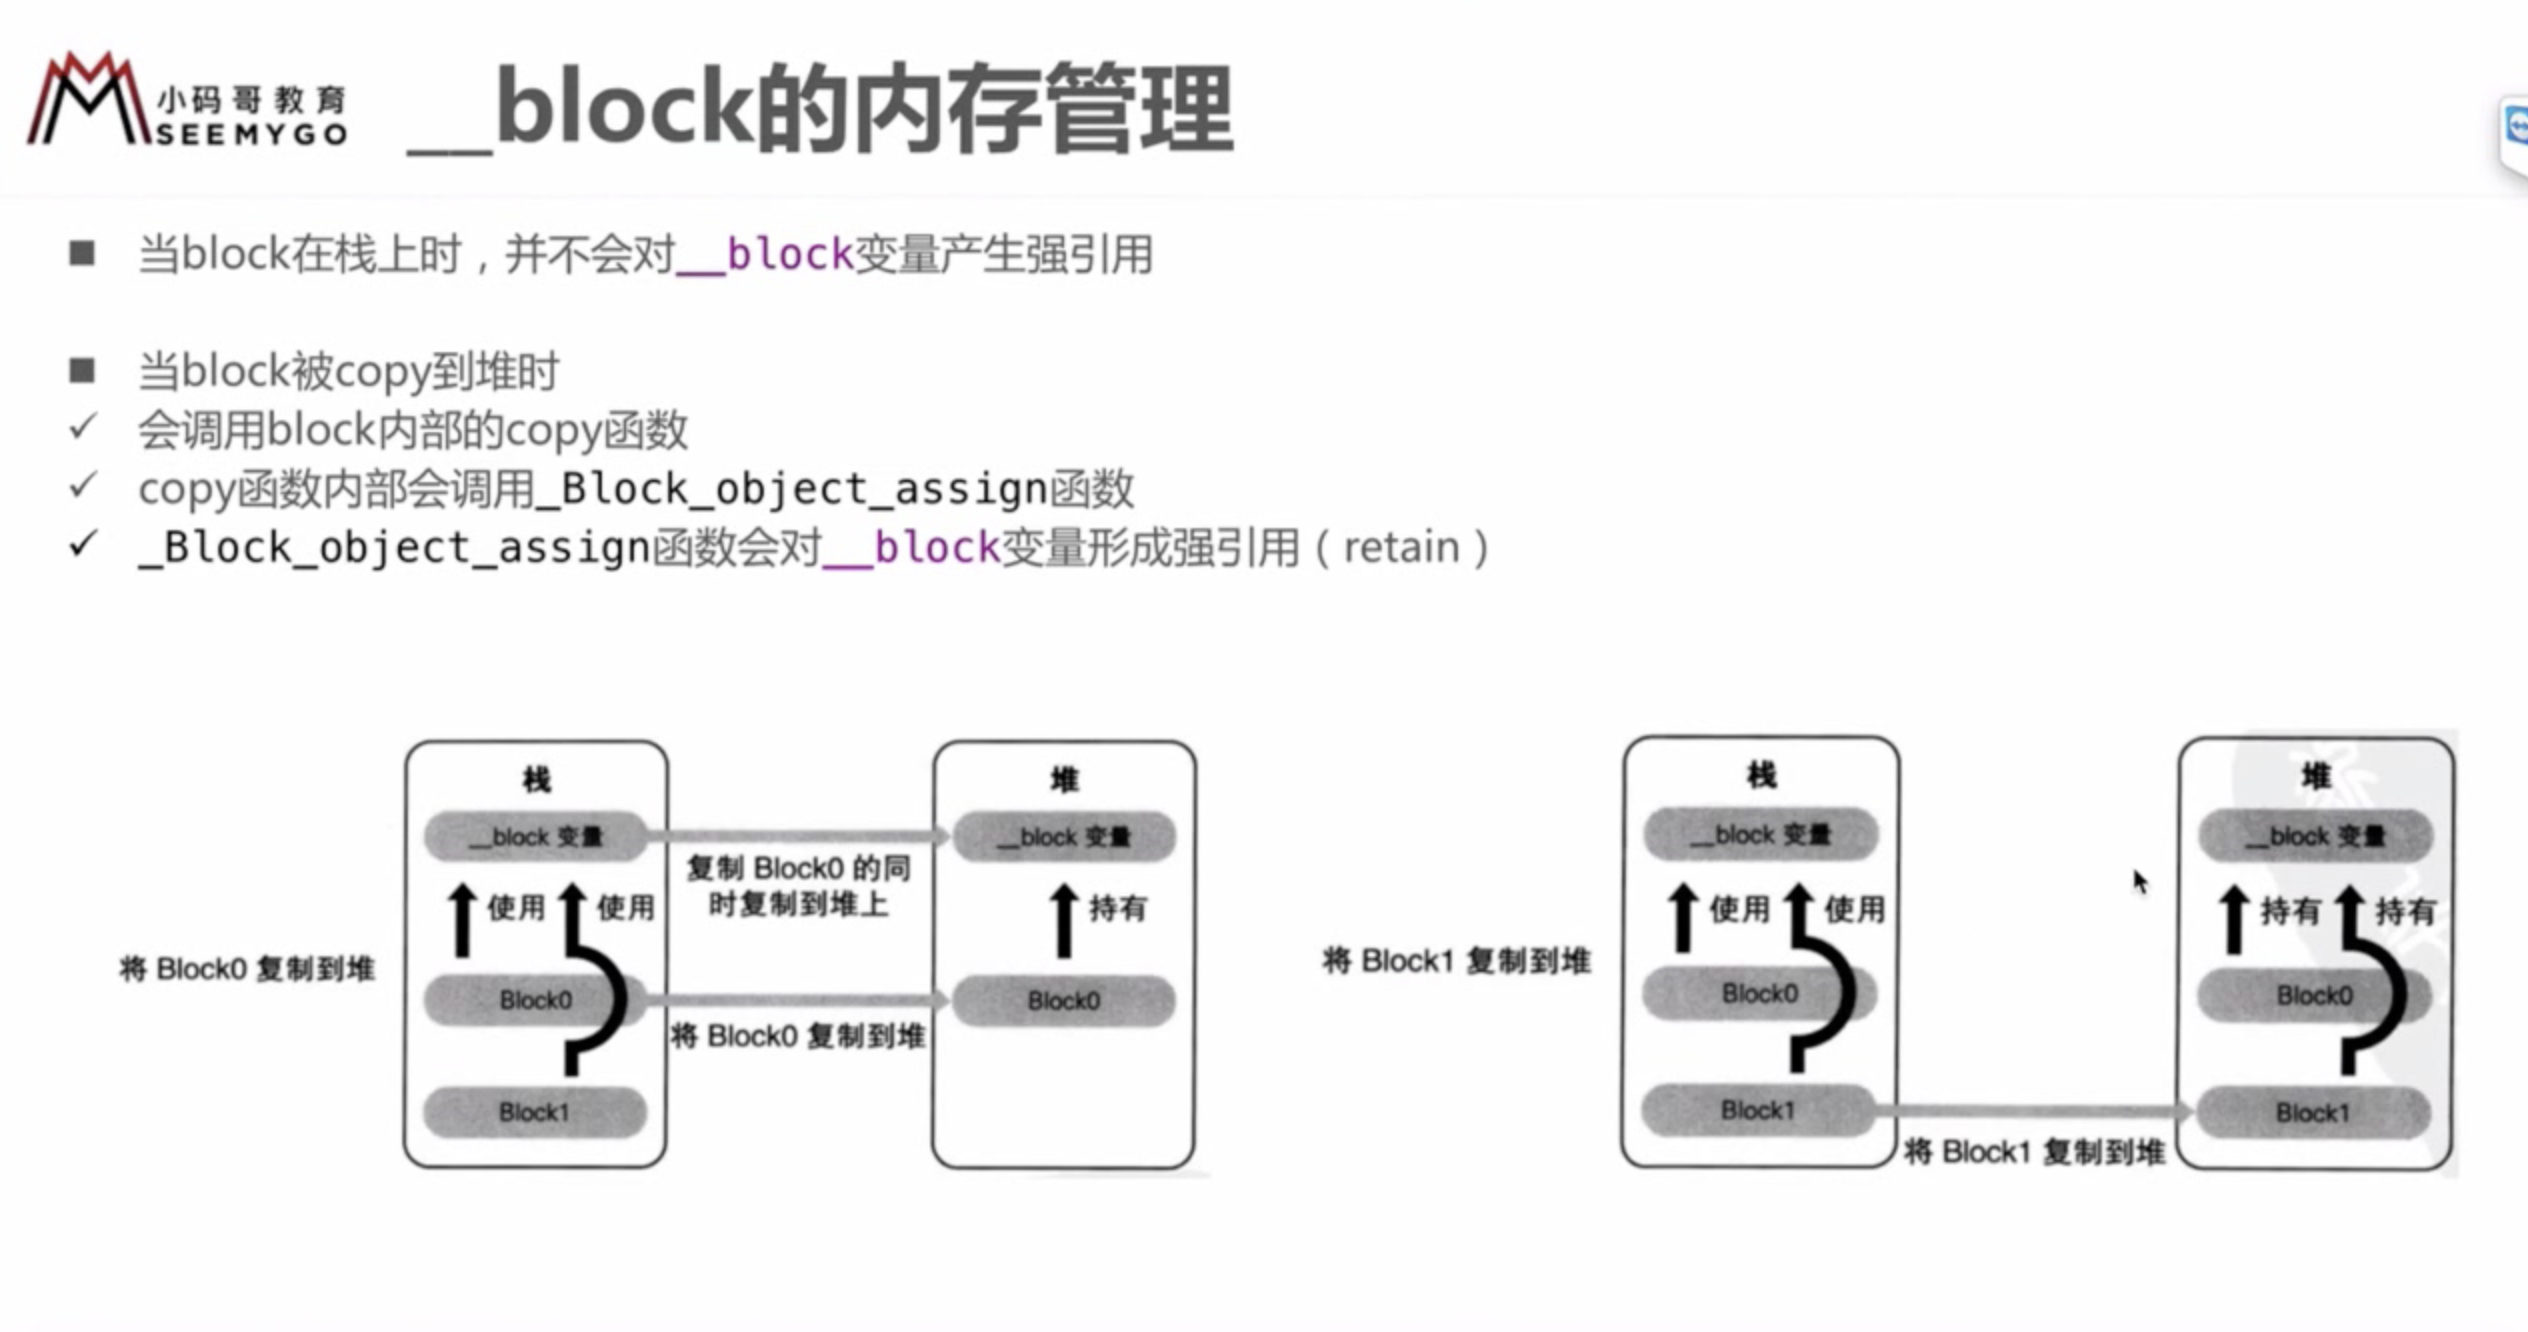 小码哥教育
SEEMYGO
__block的内存管理
当block在栈上时，并不会对__block变量产生强引用
当block被copy到堆时
会调用block内部的copy函数
copy函数内部会调用_Block_object_assign函数
_Block_object_assign函数会对__block变量形成强引用（retain）
栈
__block 变量
使用
使用
将 Block0 复制到堆
Block0
Block1
复制 Block0 的同
时复制到堆上
将 Block0 复制到堆
堆
__block 变量
持有
Block0
栈
__block 变量
使用
使用
将 Block1 复制到堆
Block0
Block1
将 Block1 复制到堆
堆
__block 变量
持有
持有
Block0
Block1